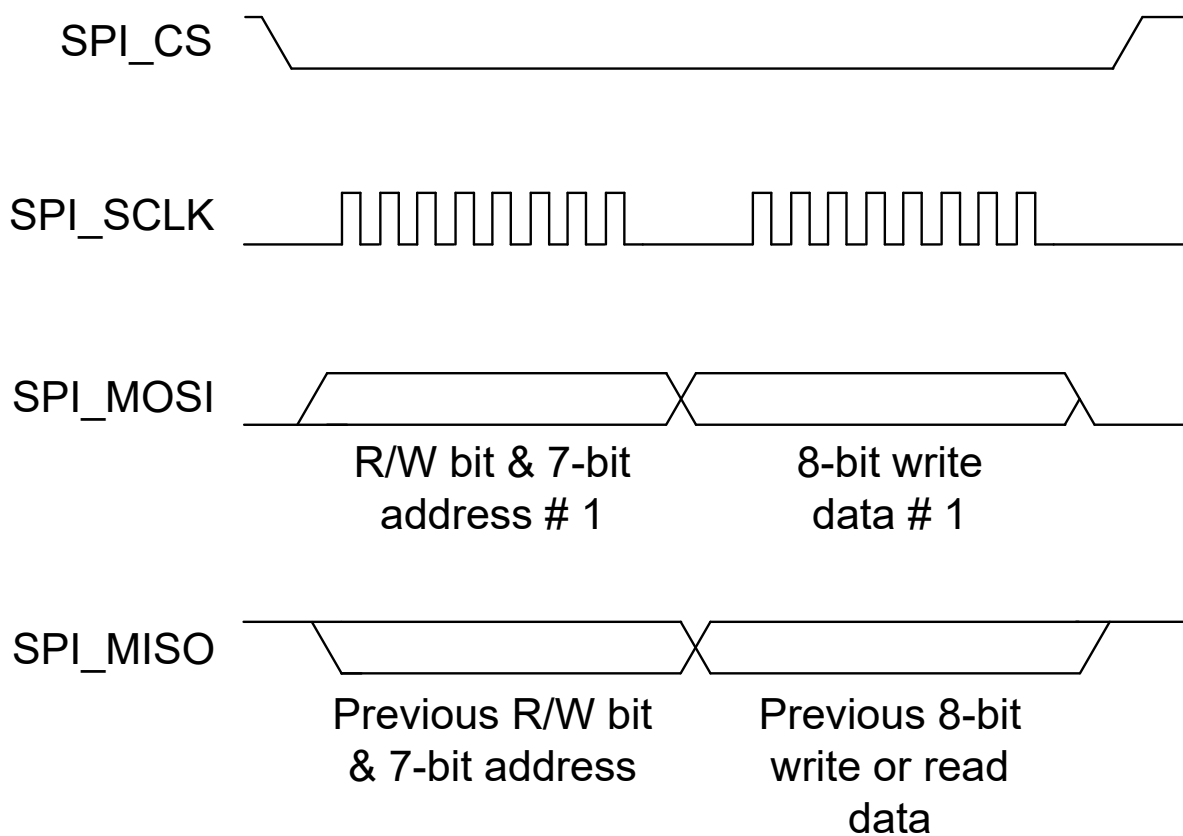 SPI_CS
SPI_SCLK
SPI_MOSI
R/W bit & 7-bit
address # 1
8-bit write
data # 1
SPI_MISO
Previous R/W bit
& 7-bit address
Previous 8-bit
write or read
data